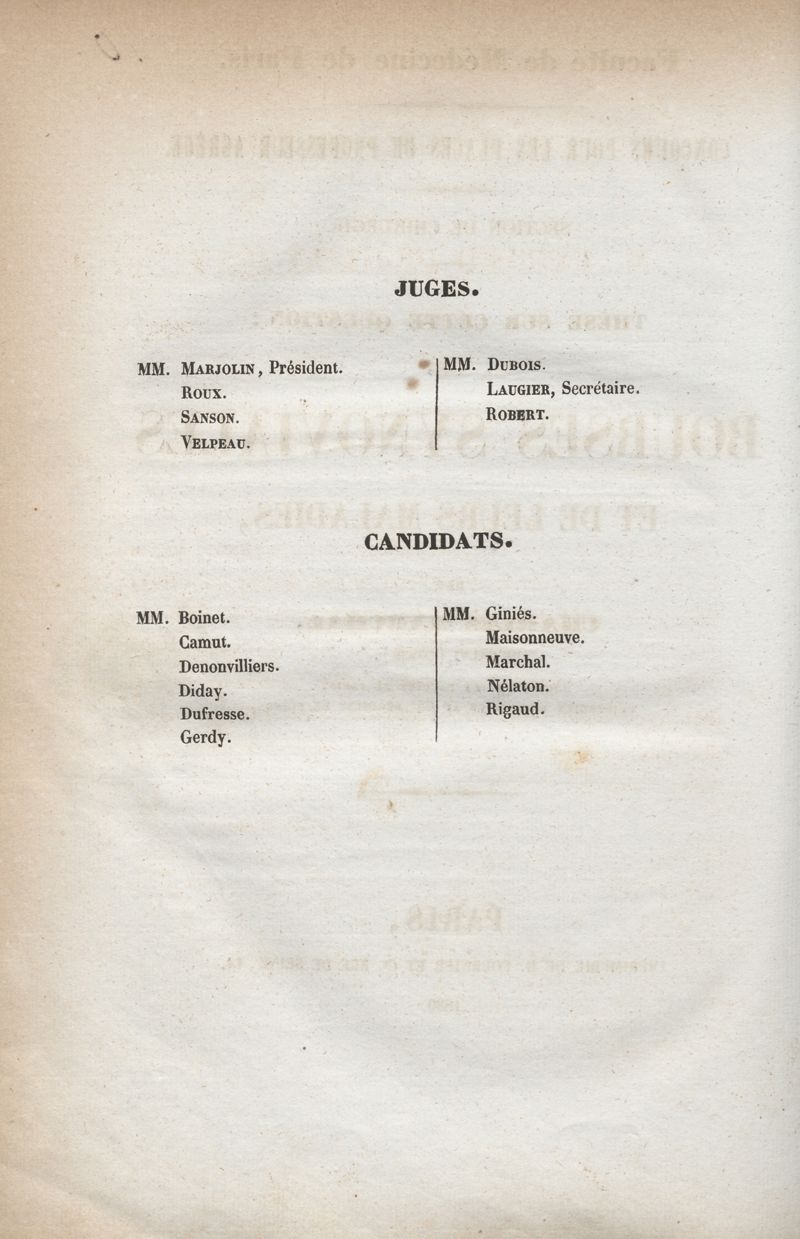 JUGES.
MM. MARJOLIN, Président.
ROUX.
SANSON.
VELPEAU.
MM. DUBOIS.
LAUGIER, Secrétaire.
ROBERT.
CANDIDATS.
MM. Boinet.
Camut.
Denonvilliers.
Diday.
Dufresse.
Gerdy.
MM. Giniés.
Maisonneuve.
Marchal.
Nélaton.
Rigaud.